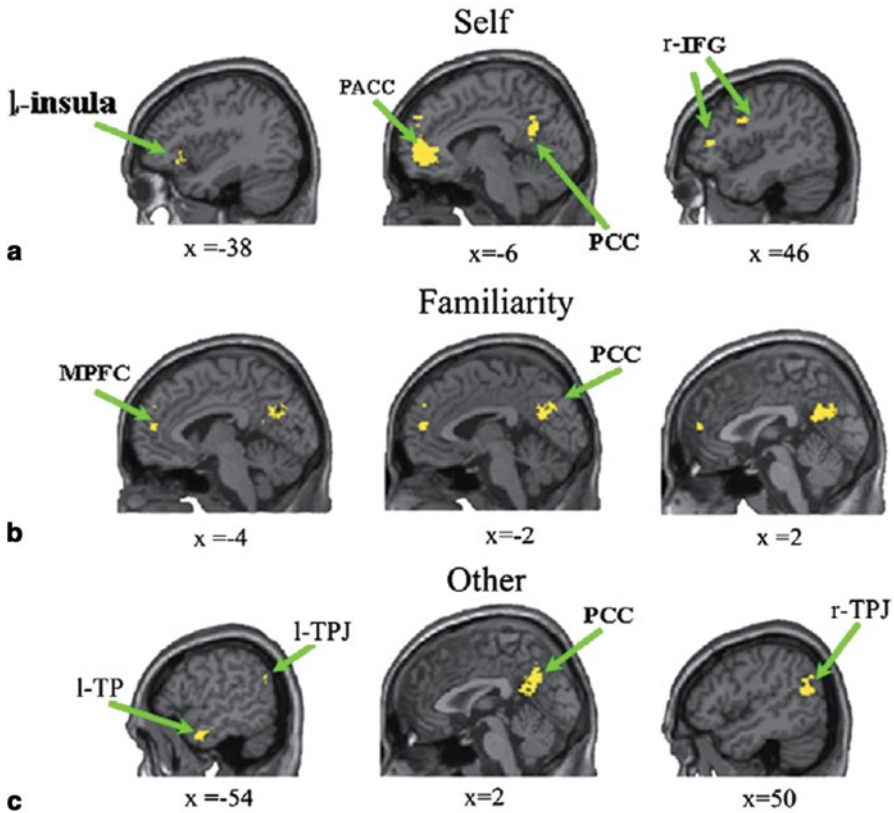 Self
l-insula
PACC
PCC
r-IFG
a
x =-38
x=-6
x =46
Familiarity
MPFC
PCC
b
x =-4
x=-2
x =2
Other
l-TP
l-TPJ
PCC
r-TPJ
c
x =-54
x=2
x=50